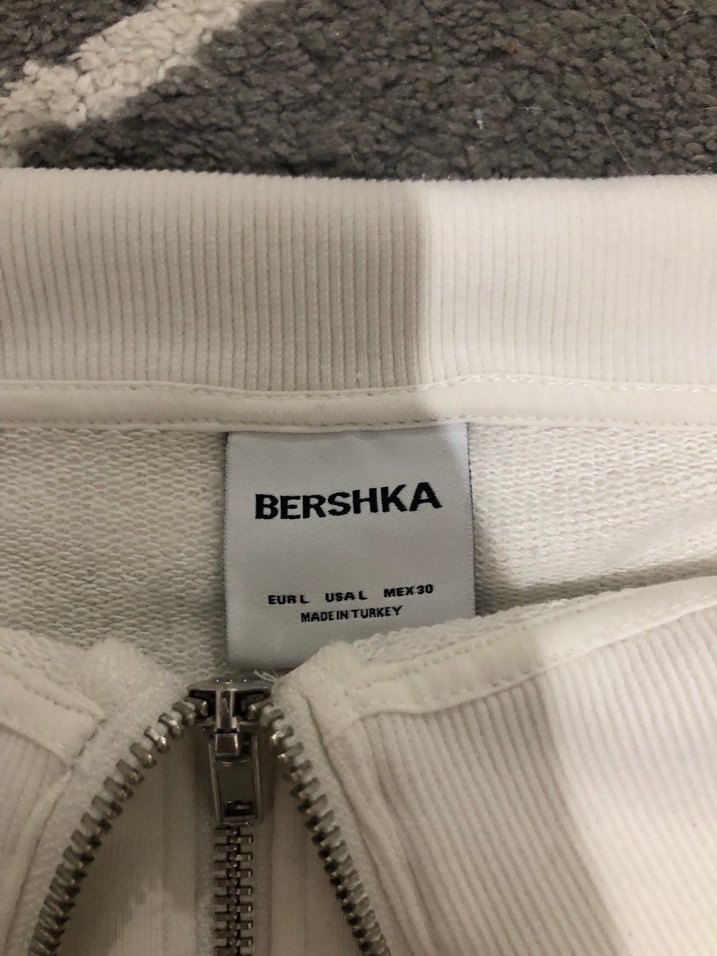 BERSHKA
EUR L USA L MEX 30
MADE IN TURKEY